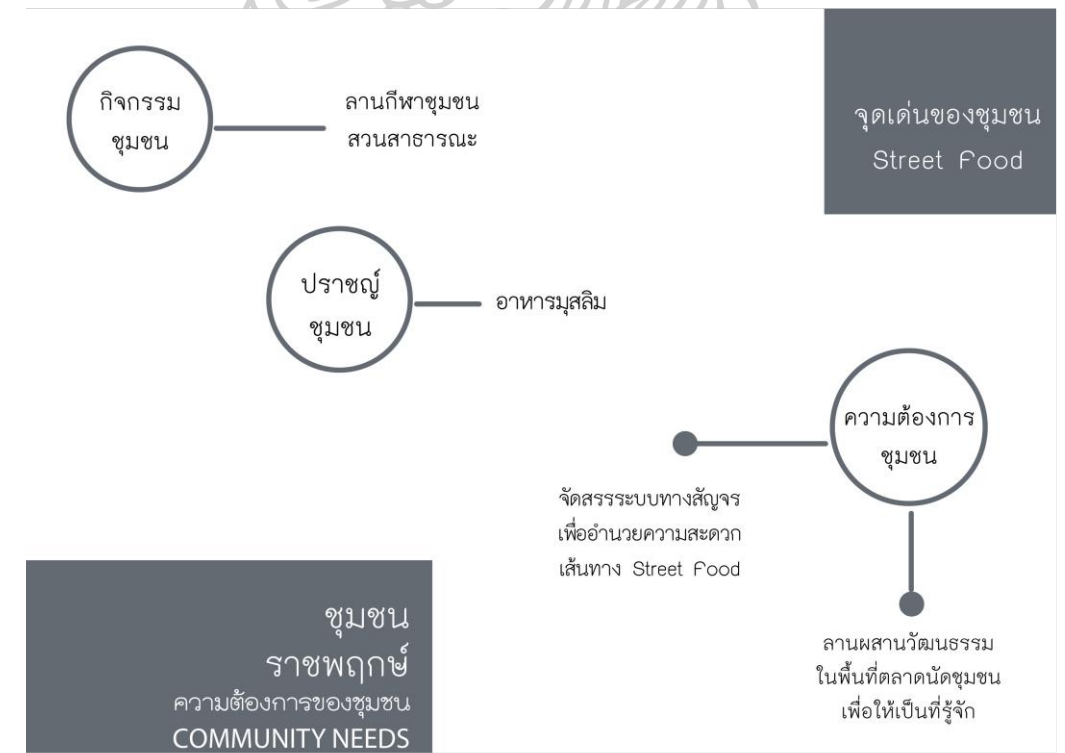 กิจกรรม
ชุมชน
ลานกีฬาชุมชน
สวนสาธารณะ
จุดเด่นของชุมชน
Street Food
ปราชญ์
ชุมชน
อาหารมุสลิม
ความต้องการ
ชุมชน
จัดสรรระบบทางสัญจร
เพื่ออำนวยความสะดวก
เส้นทาง Street Food
ลานผสานวัฒนธรรม
ในพื้นที่ตลาดนัดชุมชน
เพื่อให้เป็นที่รู้จัก
ชุมชน
ราชพฤกษ์
ความต้องการของชุมชน
COMMUNITY NEEDS